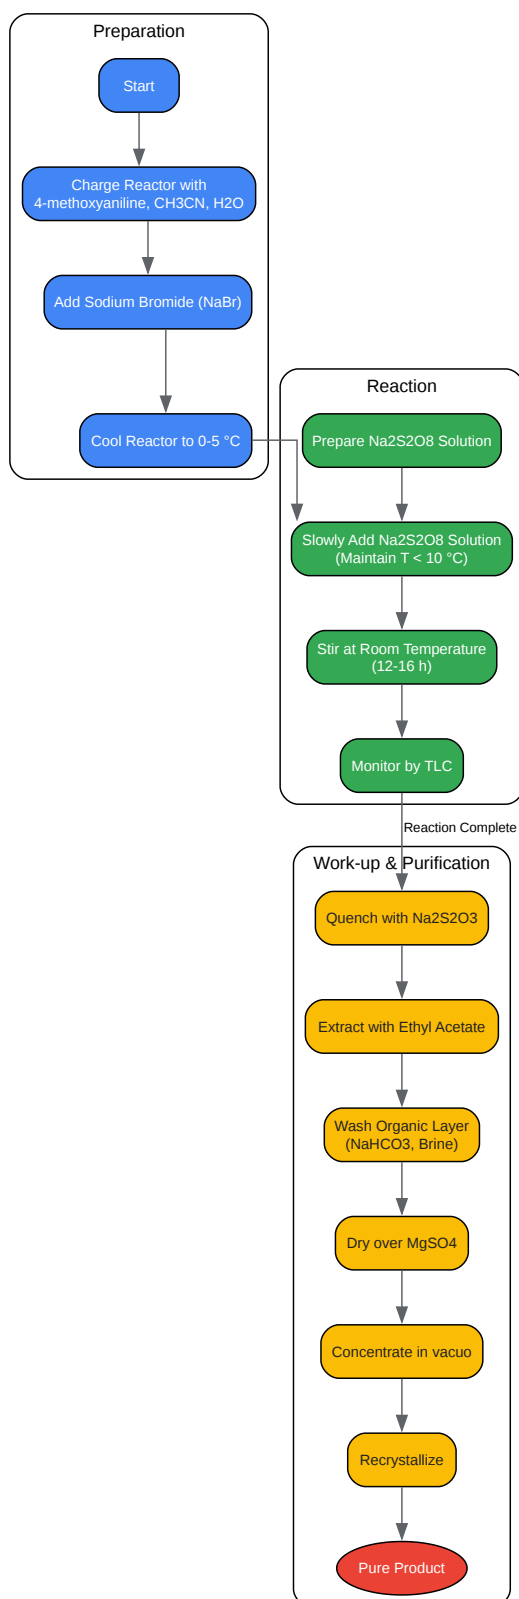 Preparation
Start
Charge Reactor with
4-methoxyaniline, CH3CN, H2O
Add Sodium Bromide (NaBr)
Cool Reactor to 0-5 °C
Reaction
Prepare Na2S2O8 Solution
Slowly Add Na2S2O8 Solution
(Maintain T < 10 °C)
Stir at Room Temperature
(12-16 h)
Monitor by TLC
Reaction Complete
Work-up & Purification
Quench with Na2S2O3
Extract with Ethyl Acetate
Wash Organic Layer
(NaHCO3, Brine)
Dry over MgSO4
Concentrate in vacuo
Recrystallize
Pure Product